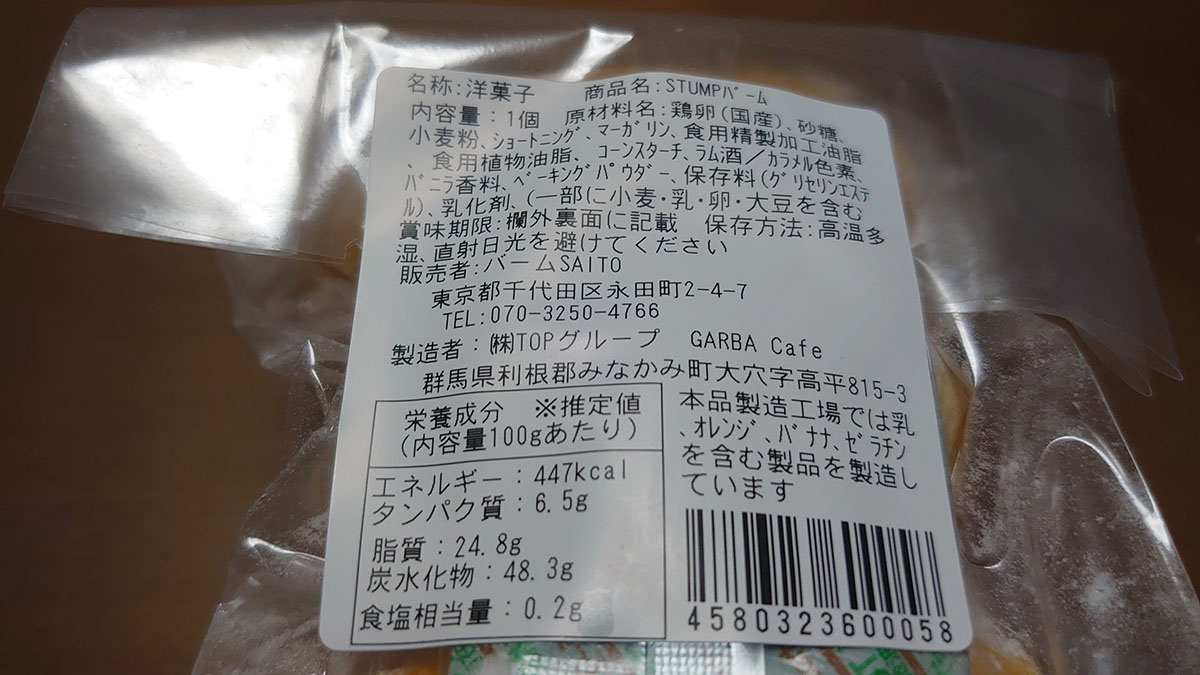 名称:洋菓子　商品名:STUMPﾊﾞｰﾑ
内容量:1個　原材料名:鶏卵(国産)、砂糖、
小麦粉、ｼｮｰﾄﾆﾝｸﾞ、ﾏｰｶﾞﾘﾝ、食用精製加工油脂
、食用植物油脂、ｺｰﾝｽﾀｰﾁ、ﾗﾑ酒／ｶﾗﾒﾙ色素、
ﾊﾞﾆﾗ香料、ﾍﾞｰｷﾝｸﾞﾊﾟｳﾀﾞｰ、保存料(ｸﾞﾘｾﾘﾝｴｽﾃ
ﾙ)、乳化剤、(一部に小麦・乳・卵・大豆を含む
賞味期限:欄外裏面に記載　保存方法:高温多
湿、直射日光を避けてください
販売者:バームSAITO
東京都千代田区永田町2-4-7
TEL:070-3250-4766
製造者:㈱TOPグループ　GARBA Cafe
群馬県利根郡みなかみ町大穴字高平815-3
栄養成分　※推定値
(内容量100gあたり)
エネルギー:447kcal
タンパク質:6.5g
脂質:24.8g
炭水化物:48.3g
食塩相当量:0.2g
本品製造工場では乳
、ｵﾚﾝｼﾞ、ﾊﾞﾅﾅ、ｾﾞﾗﾁﾝ
を含む製品を製造し
ています
4580323600058